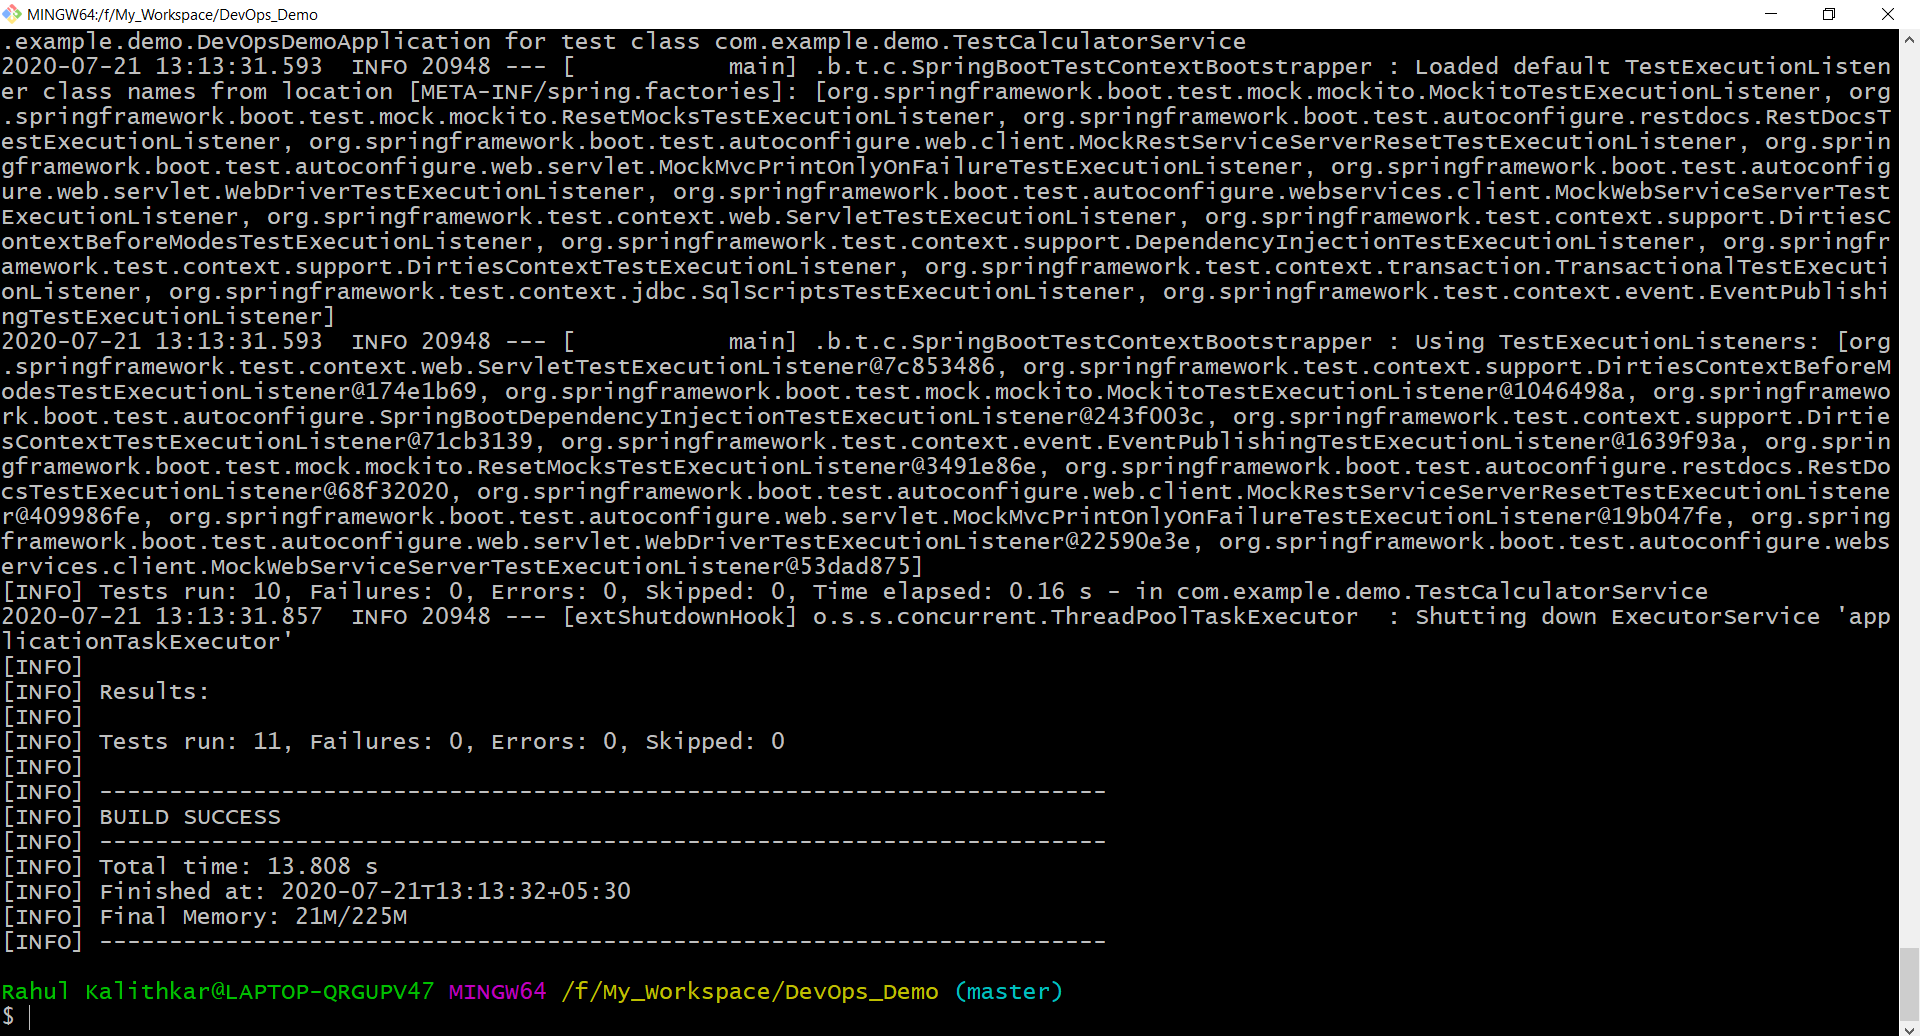 MINGW64:/f/My_Workspace/DevOps_Demo
.example.demo.DevOpsDemoApplication for test class com.example.demo.TestCalculatorService
2020-07-21 13:13:31.593  INFO 20948 --- [           main] .b.t.c.SpringBootTestContextBootstrapper : Loaded default TestExecutionListen
er class names from location [META-INF/spring.factories]: [org.springframework.boot.test.mock.mockito.MockitoTestExecutionListener, org
.springframework.boot.test.mock.mockito.ResetMocksTestExecutionListener, org.springframework.boot.test.autoconfigure.restdocs.RestDocsT
estExecutionListener, org.springframework.boot.test.autoconfigure.web.client.MockRestServiceServerResetTestExecutionListener, org.sprin
gframework.boot.test.autoconfigure.web.servlet.MockMvcPrintOnlyOnFailureTestExecutionListener, org.springframework.boot.test.autoconfig
ure.web.servlet.WebDriverTestExecutionListener, org.springframework.boot.test.autoconfigure.webservices.client.MockWebServiceServerTest
ExecutionListener, org.springframework.test.context.web.ServletTestExecutionListener, org.springframework.test.context.support.DirtiesC
ontextBeforeModesTestExecutionListener, org.springframework.test.context.support.DependencyInjectionTestExecutionListener, org.springfr
amework.test.context.support.DirtiesContextTestExecutionListener, org.springframework.test.context.transaction.TransactionalTestExecuti
onListener, org.springframework.test.context.jdbc.SqlScriptsTestExecutionListener, org.springframework.test.context.event.EventPublishi
ngTestExecutionListener]
2020-07-21 13:13:31.593  INFO 20948 --- [           main] .b.t.c.SpringBootTestContextBootstrapper : Using TestExecutionListeners: [org
.springframework.test.context.web.ServletTestExecutionListener@7c853486, org.springframework.test.context.support.DirtiesContextBeforeM
odesTestExecutionListener@174e1b69, org.springframework.boot.test.mock.mockito.MockitoTestExecutionListener@1046498a, org.springframewo
rk.boot.test.autoconfigure.SpringBootDependencyInjectionTestExecutionListener@243f003c, org.springframework.test.context.support.Dirtie
sContextTestExecutionListener@71cb3139, org.springframework.test.context.event.EventPublishingTestExecutionListener@1639f93a, org.sprin
gframework.boot.test.mock.mockito.ResetMocksTestExecutionListener@3491e86e, org.springframework.boot.test.autoconfigure.restdocs.RestDo
csTestExecutionListener@68f32020, org.springframework.boot.test.autoconfigure.web.client.MockRestServiceServerResetTestExecutionListene
r@409986fe, org.springframework.boot.test.autoconfigure.web.servlet.MockMvcPrintOnlyOnFailureTestExecutionListener@19b047fe, org.spring
framework.boot.test.autoconfigure.web.servlet.WebDriverTestExecutionListener@22590e3e, org.springframework.boot.test.autoconfigure.webs
ervices.client.MockWebServiceServerTestExecutionListener@53dad875]
[INFO] Tests run: 10, Failures: 0, Errors: 0, Skipped: 0, Time elapsed: 0.16 s - in com.example.demo.TestCalculatorService
2020-07-21 13:13:31.857  INFO 20948 --- [extShutdownHook] o.s.s.concurrent.ThreadPoolTaskExecutor  : Shutting down ExecutorService 'app
licationTaskExecutor'
[INFO]
[INFO] Results:
[INFO]
[INFO] Tests run: 11, Failures: 0, Errors: 0, Skipped: 0
[INFO]
[INFO] ------------------------------------------------------------------------
[INFO] BUILD SUCCESS
[INFO] ------------------------------------------------------------------------
[INFO] Total time: 13.808 s
[INFO] Finished at: 2020-07-21T13:13:32+05:30
[INFO] Final Memory: 21M/225M
[INFO] ------------------------------------------------------------------------
Rahul Kalithkar@LAPTOP-QRGUPV47 MINGW64 /f/My_Workspace/DevOps_Demo (master)
$